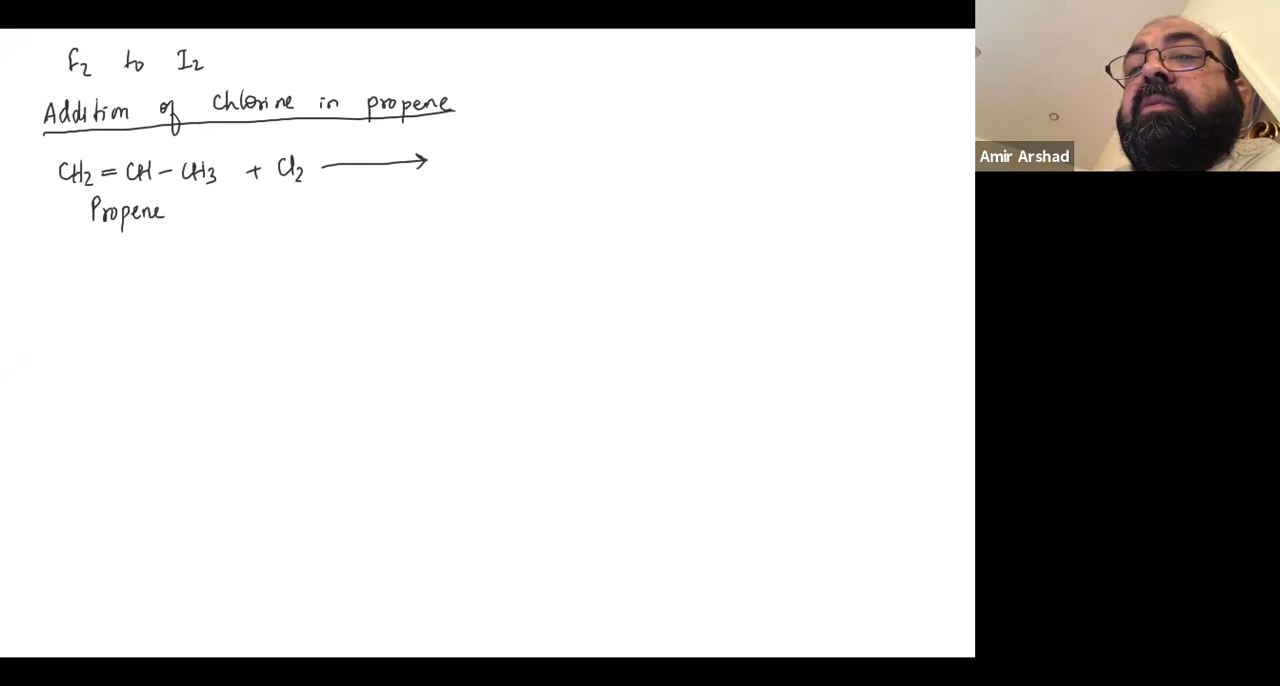 F2 to I2
Addition of Chlorine in propene
CH2 = CH - CH3 + Cl2 ⟶
Propene
Amir Arshad